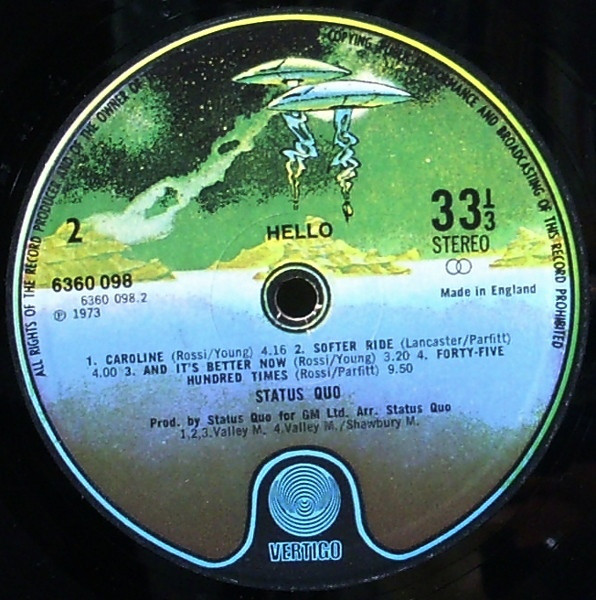 ALL RIGHTS OF THE RECORD PRODUCER AND OF THE OWNER OF
COPYING, PUBLIC PERFORMANCE AND BROADCASTING OF THIS RECORD PROHIBITED
2
HELLO
33⅓
STEREO
6360 098
6360 098.2
℗ 1973
Made in England
1. CAROLINE (Rossi/Young) 4.16 2. SOFTER RIDE (Lancaster/Parfitt)
4.00 3. AND IT'S BETTER NOW (Rossi/Young) 3.20 4. FORTY-FIVE
HUNDRED TIMES (Rossi/Parfitt) 9.50
STATUS QUO
Prod. by Status Quo for GM Ltd. Arr. Status Quo
1,2,3.Valley M. 4.Valley M./Shawbury M.
VERTIGO